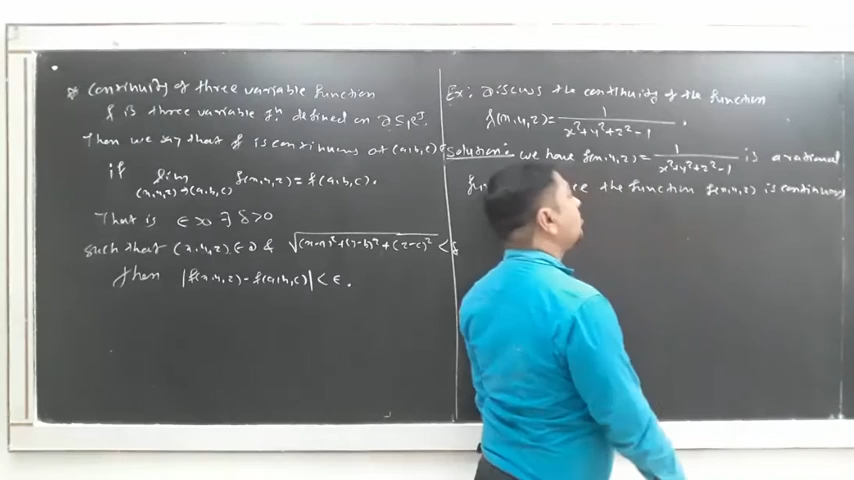 * Continuity of three variable function
f is three variable fⁿ defined on D ⊆ ℝ³.
Then we say that f is continuous at (a,b,c) ∈
if lim f(x,y,z) = f(a,b,c).
(x,y,z)→(a,b,c)
That is ∈ >0 ∃ δ>0
such that (x,y,z) ∈ D & √(x-a)²+(y-b)²+(z-c)² < δ
then |f(x,y,z) - f(a,b,c)| < ∈.
Ex: Discuss the continuity of the function
f(x,y,z) = 1/(x²+y²+z²-1).
Solution: we have f(x,y,z) = 1/(x²+y²+z²-1) is a rational
the function f(x,y,z) is continuous